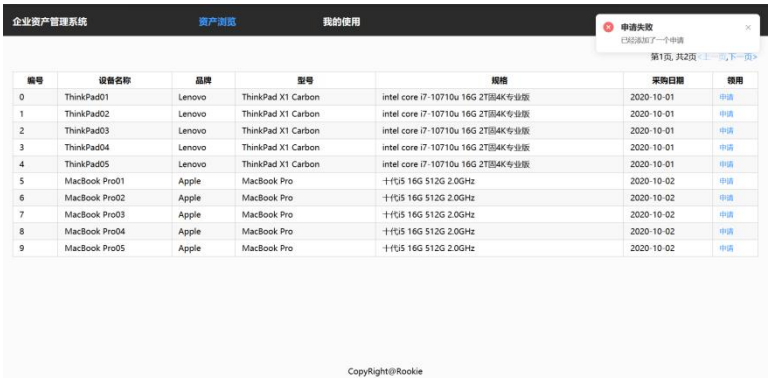 企业资产管理系统 资产浏览 我的使用
申请失败
已经添加了一个申请
第1页, 共2页<上一页,下一页>
编号 设备名称 品牌 型号 规格 采购日期 领用
0 ThinkPad01 Lenovo ThinkPad X1 Carbon intel core i7-10710u 16G 2T固4K专业版 2020-10-01 申请
1 ThinkPad02 Lenovo ThinkPad X1 Carbon intel core i7-10710u 16G 2T固4K专业版 2020-10-01 申请
2 ThinkPad03 Lenovo ThinkPad X1 Carbon intel core i7-10710u 16G 2T固4K专业版 2020-10-01 申请
3 ThinkPad04 Lenovo ThinkPad X1 Carbon intel core i7-10710u 16G 2T固4K专业版 2020-10-01 申请
4 ThinkPad05 Lenovo ThinkPad X1 Carbon intel core i7-10710u 16G 2T固4K专业版 2020-10-01 申请
5 MacBook Pro01 Apple MacBook Pro 十代i5 16G 512G 2.0GHz 2020-10-02 申请
6 MacBook Pro02 Apple MacBook Pro 十代i5 16G 512G 2.0GHz 2020-10-02 申请
7 MacBook Pro03 Apple MacBook Pro 十代i5 16G 512G 2.0GHz 2020-10-02 申请
8 MacBook Pro04 Apple MacBook Pro 十代i5 16G 512G 2.0GHz 2020-10-02 申请
9 MacBook Pro05 Apple MacBook Pro 十代i5 16G 512G 2.0GHz 2020-10-02 申请
CopyRight@Rookie